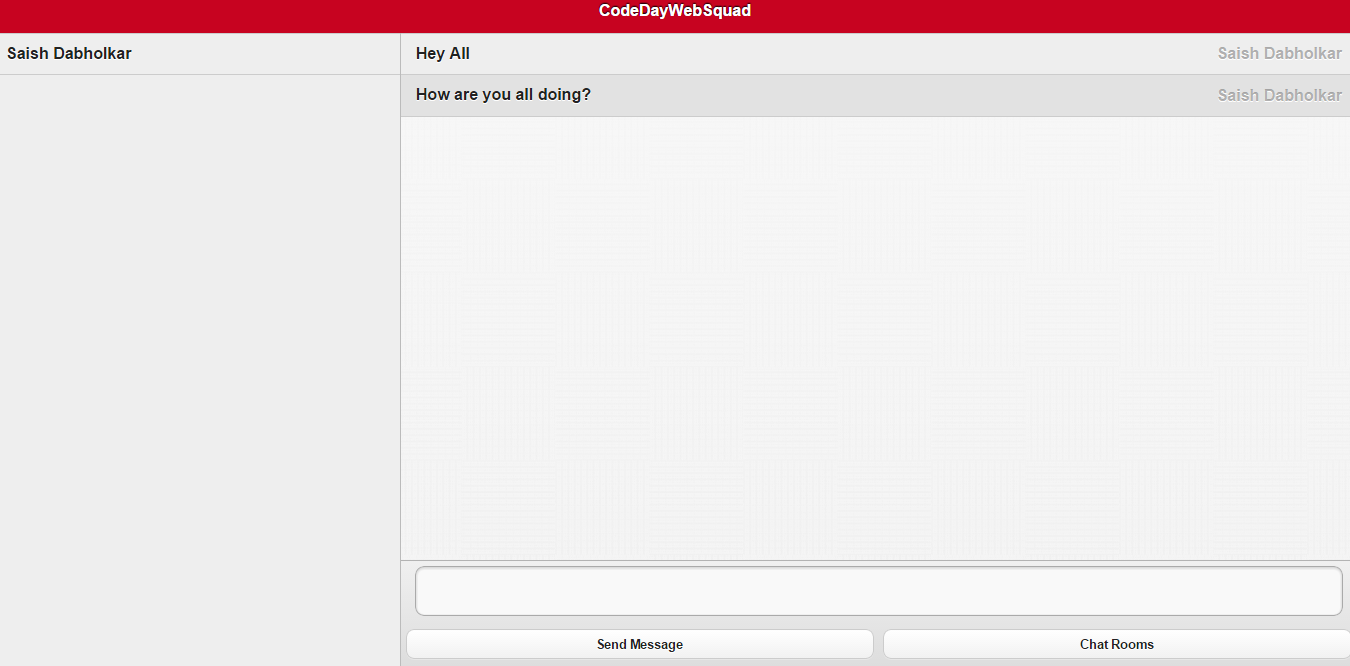 CodeDayWebSquad
Saish Dabholkar
Hey All Saish Dabholkar
How are you all doing? Saish Dabholkar
Send Message Chat Rooms